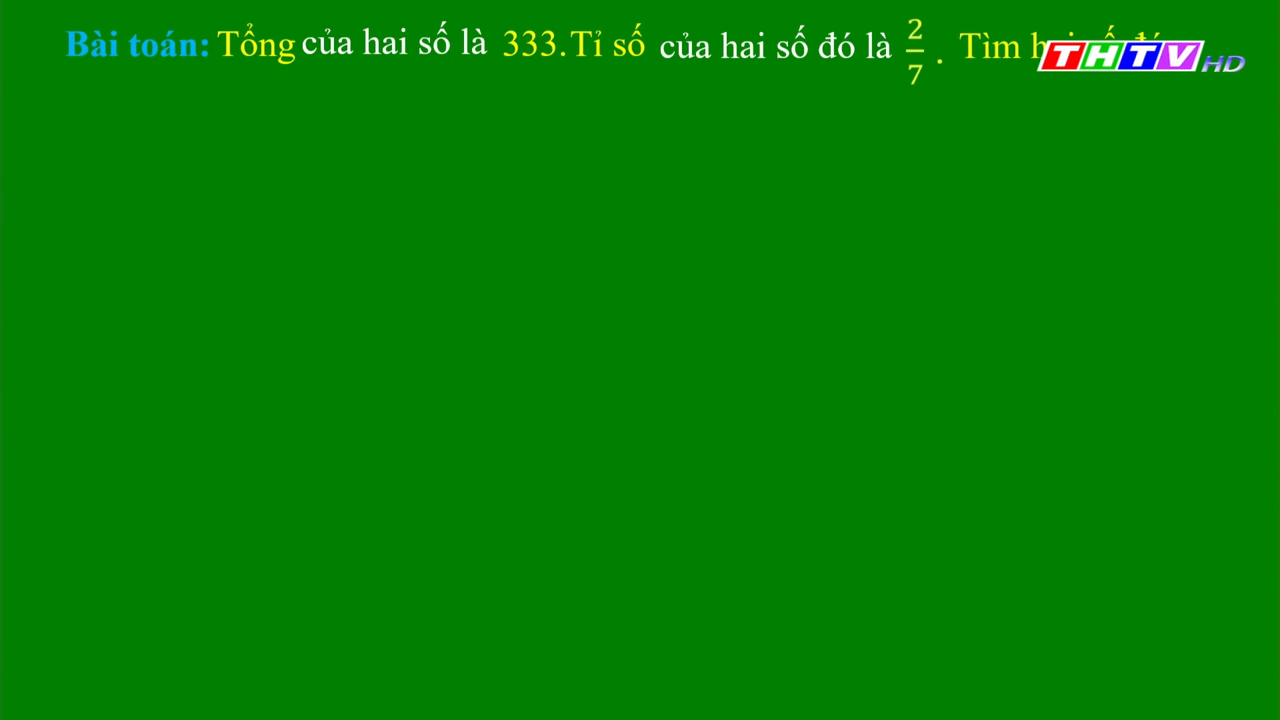 Bài toán: Tổng của hai số là 333. Tỉ số của hai số đó là 2/7 . Tìm
THTV HD